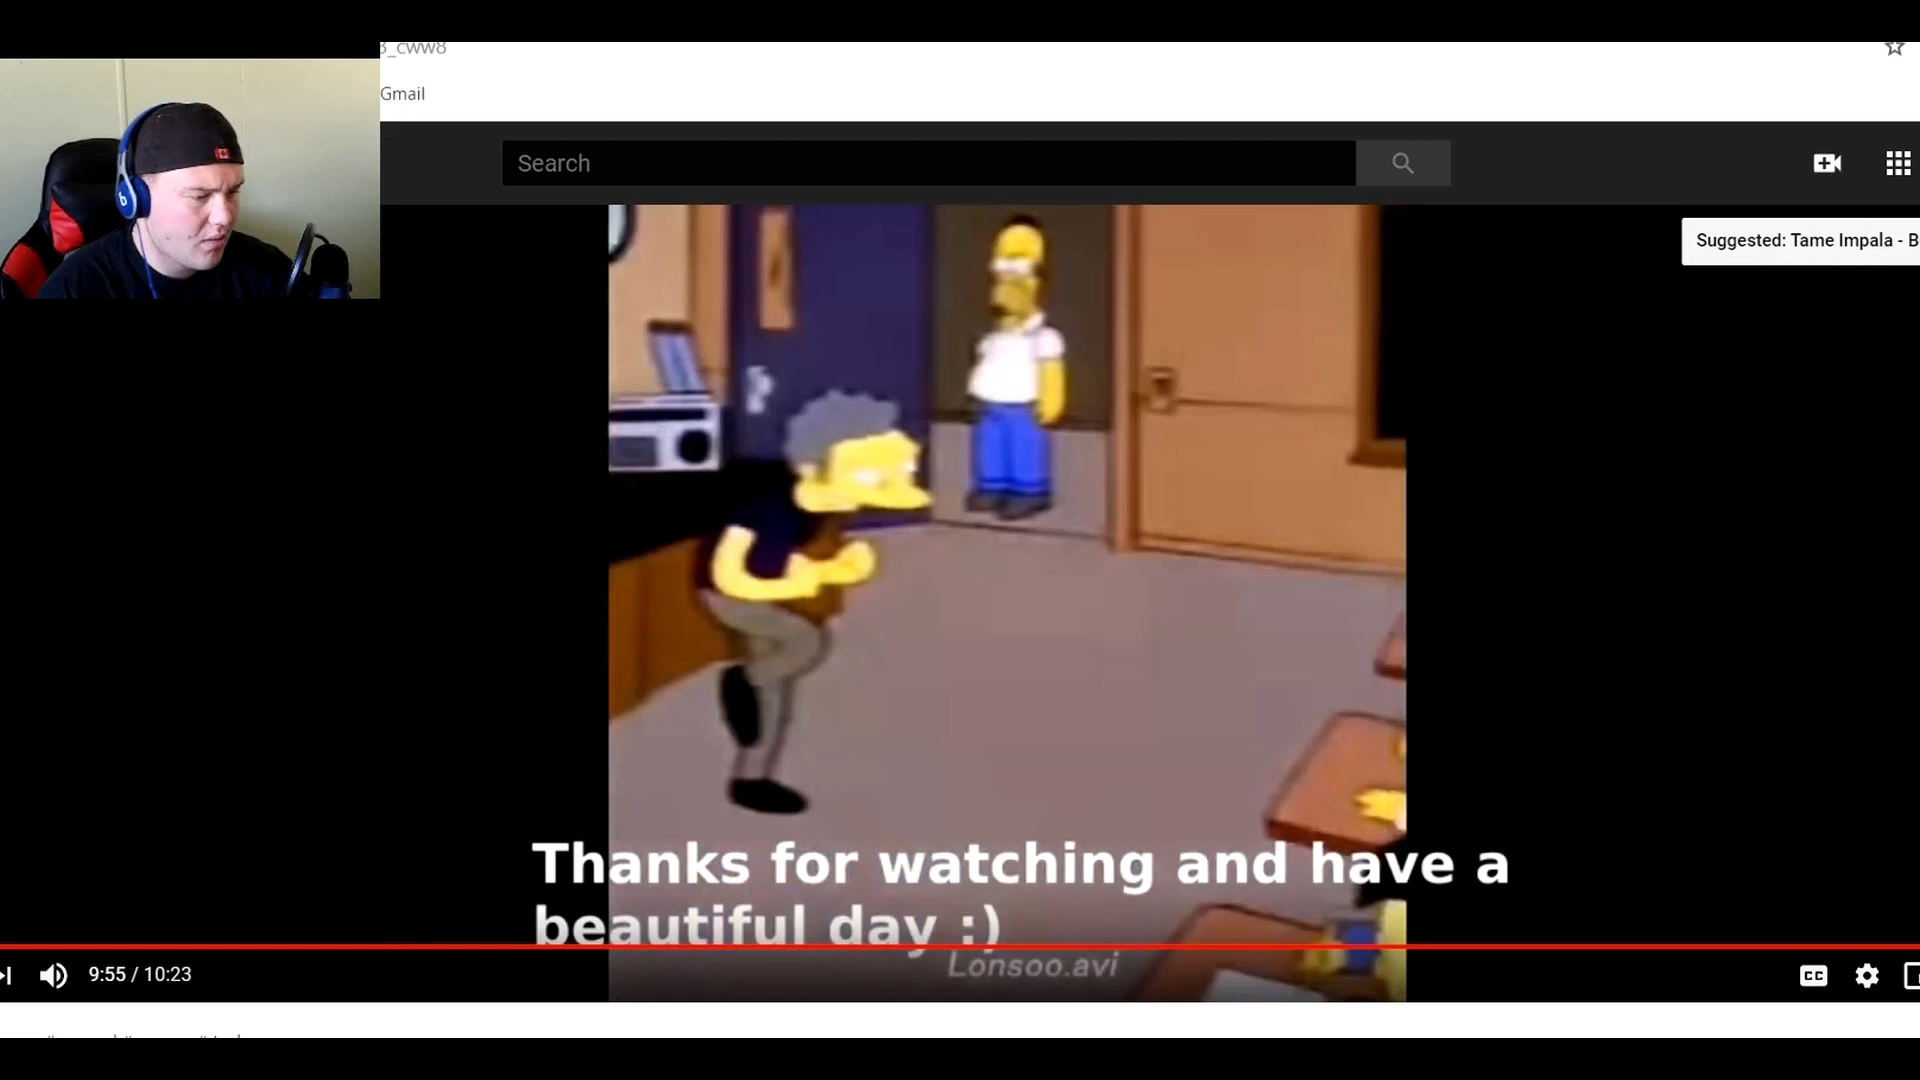 3_cww8
Gmail
Search
Suggested: Tame Impala - B
Thanks for watching and have a
beautiful day :)
Lonsoo.avi
9:55 / 10:23
CC